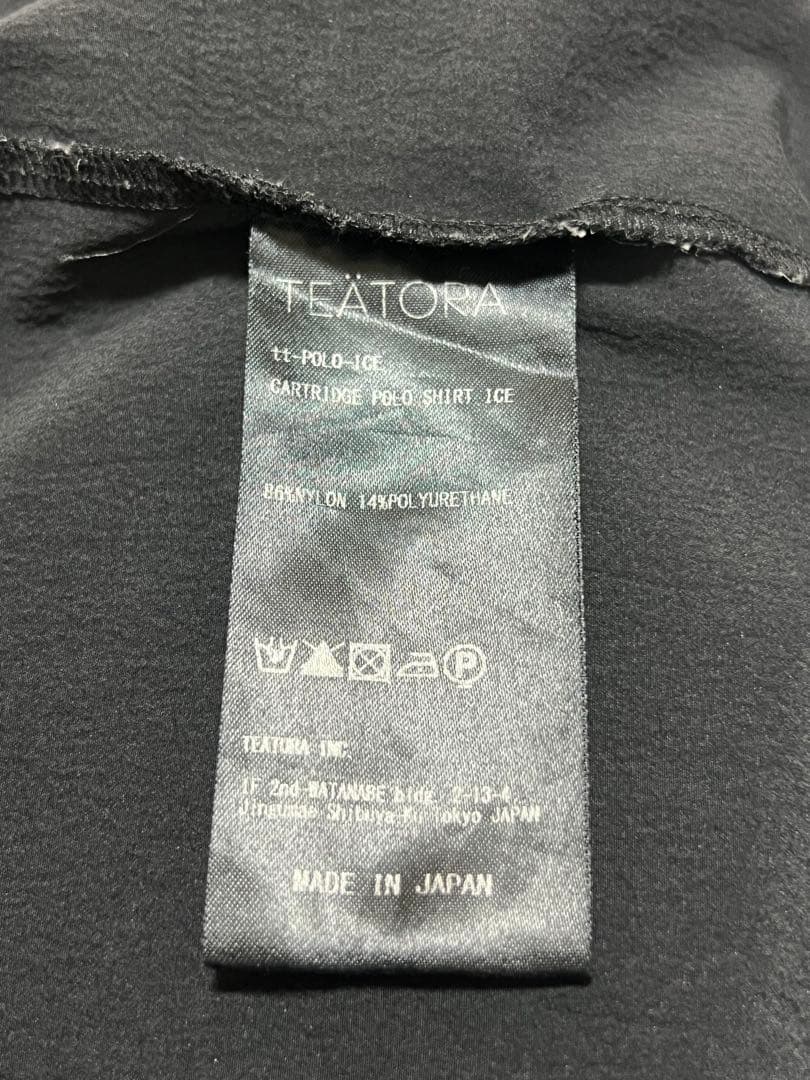 TEÄTORA
tt-POLO-ICE
CARTRIDGE POLO SHIRT ICE
86%NYLON 14%POLYURETHANE
P
TEATORA INC.
1F 2nd-WATANABE bldg. 2-13-4
Jingumae Shibuya-Ku Tokyo JAPAN
MADE IN JAPAN